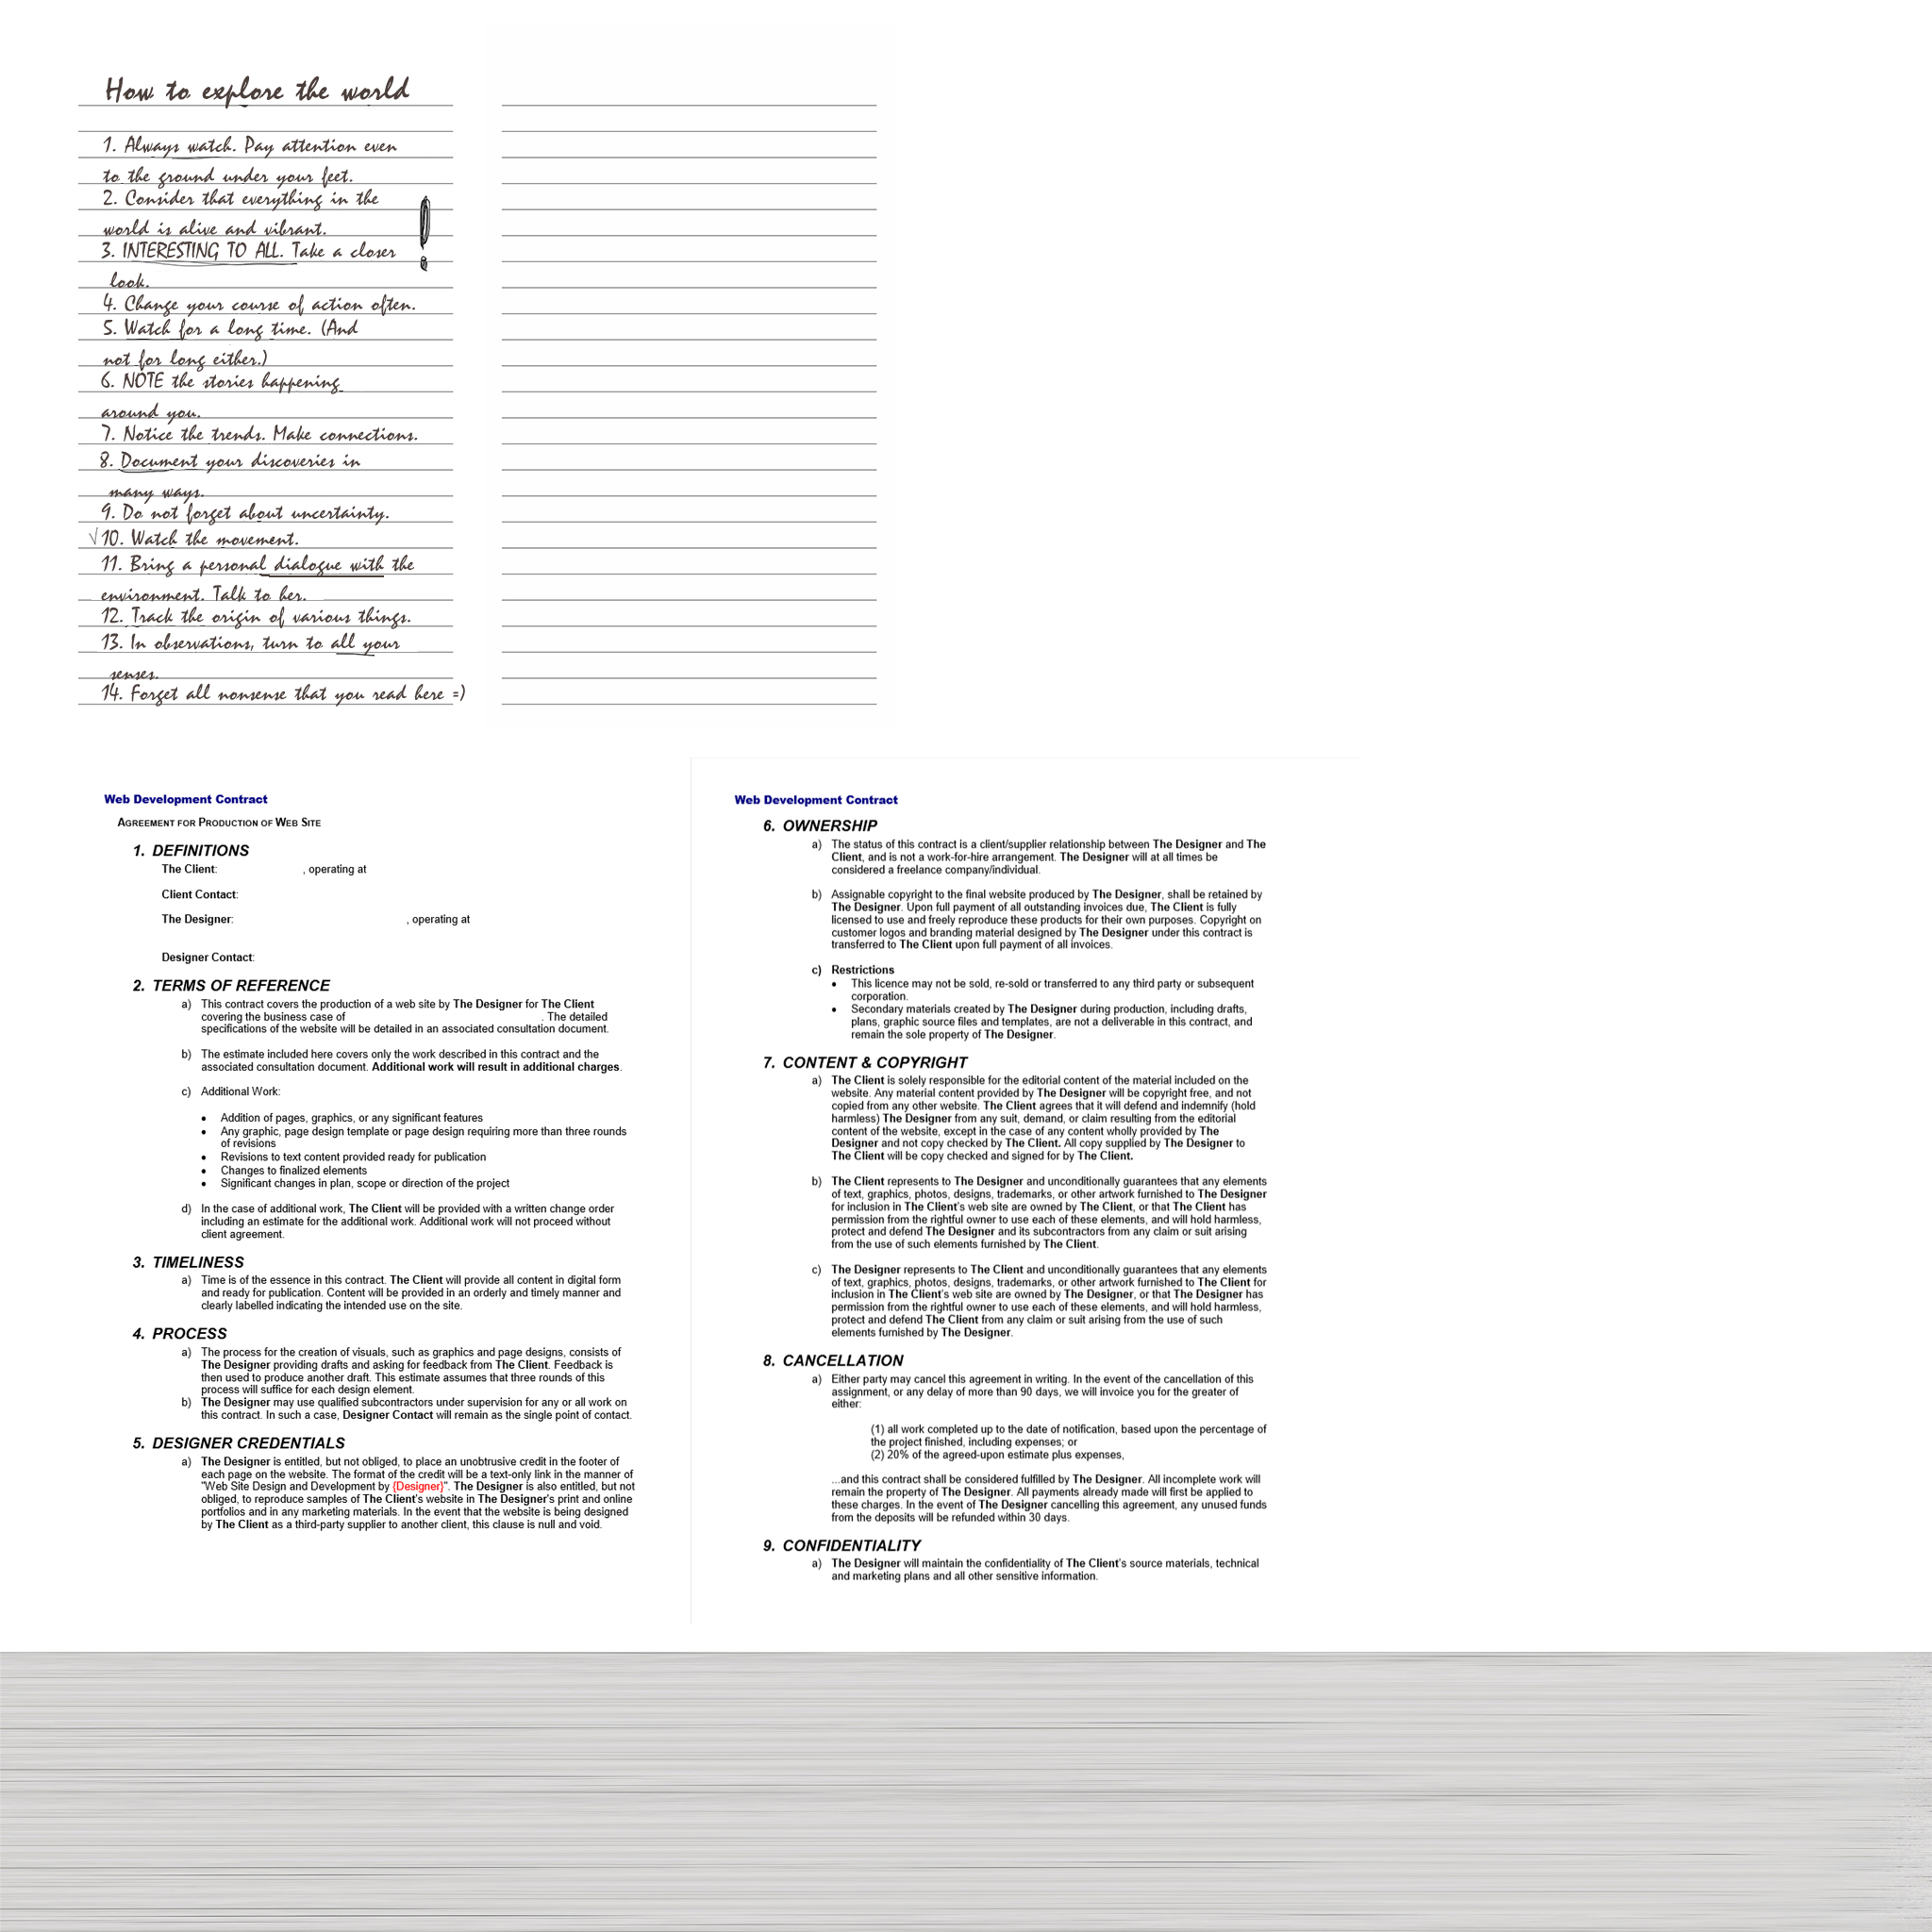 How to explore the world
1. Always watch. Pay attention even
to the ground under your feet.
2. Consider that everything in the
world is alive and vibrant.
3. INTERESTING TO ALL. Take a closer
look.
4. Change your course of action often.
5. Watch for a long time. (And
not for long either.)
6. NOTE the stories happening
around you.
7. Notice the trends. Make connections.
8. Document your discoveries in
many ways.
9. Do not forget about uncertainty.
√10. Watch the movement.
11. Bring a personal dialogue with the
environment. Talk to her.
12. Track the origin of various things.
13. In observations, turn to all your
senses.
14. Forget all nonsense that you read here =)
Web Development Contract
AGREEMENT FOR PRODUCTION OF WEB SITE
1. DEFINITIONS
The Client: , operating at
Client Contact:
The Designer: , operating at
Designer Contact:
2. TERMS OF REFERENCE
a) This contract covers the production of a web site by The Designer for The Client
covering the business case of . The detailed
specifications of the website will be detailed in an associated consultation document.
b) The estimate included here covers only the work described in this contract and the
associated consultation document. Additional work will result in additional charges.
c) Additional Work:
• Addition of pages, graphics, or any significant features
• Any graphic, page design template or page design requiring more than three rounds
of revisions
• Revisions to text content provided ready for publication
• Changes to finalized elements
• Significant changes in plan, scope or direction of the project
d) In the case of additional work, The Client will be provided with a written change order
including an estimate for the additional work. Additional work will not proceed without
client agreement.
3. TIMELINESS
a) Time is of the essence in this contract. The Client will provide all content in digital form
and ready for publication. Content will be provided in an orderly and timely manner and
clearly labelled indicating the intended use on the site.
4. PROCESS
a) The process for the creation of visuals, such as graphics and page designs, consists of
The Designer providing drafts and asking for feedback from The Client. Feedback is
then used to produce another draft. This estimate assumes that three rounds of this
process will suffice for each design element.
b) The Designer may use qualified subcontractors under supervision for any or all work on
this contract. In such a case, Designer Contact will remain as the single point of contact.
5. DESIGNER CREDENTIALS
a) The Designer is entitled, but not obliged, to place an unobtrusive credit in the footer of
each page on the website. The format of the credit will be a text-only link in the manner of
"Web Site Design and Development by {Designer}". The Designer is also entitled, but not
obliged, to reproduce samples of The Client's website in The Designer's print and online
portfolios and in any marketing materials. In the event that the website is being designed
by The Client as a third-party supplier to another client, this clause is null and void.
Web Development Contract
6. OWNERSHIP
a) The status of this contract is a client/supplier relationship between The Designer and The
Client, and is not a work-for-hire arrangement. The Designer will at all times be
considered a freelance company/individual.
b) Assignable copyright to the final website produced by The Designer, shall be retained by
The Designer. Upon full payment of all outstanding invoices due, The Client is fully
licensed to use and freely reproduce these products for their own purposes. Copyright on
customer logos and branding material designed by The Designer under this contract is
transferred to The Client upon full payment of all invoices.
c) Restrictions
• This licence may not be sold, re-sold or transferred to any third party or subsequent
corporation.
• Secondary materials created by The Designer during production, including drafts,
plans, graphic source files and templates, are not a deliverable in this contract, and
remain the sole property of The Designer.
7. CONTENT & COPYRIGHT
a) The Client is solely responsible for the editorial content of the material included on the
website. Any material content provided by The Designer will be copyright free, and not
copied from any other website. The Client agrees that it will defend and indemnify (hold
harmless) The Designer from any suit, demand, or claim resulting from the editorial
content of the website, except in the case of any content wholly provided by The
Designer and not copy checked by The Client. All copy supplied by The Designer to
The Client will be copy checked and signed for by The Client.
b) The Client represents to The Designer and unconditionally guarantees that any elements
of text, graphics, photos, designs, trademarks, or other artwork furnished to The Designer
for inclusion in The Client's web site are owned by The Client, or that The Client has
permission from the rightful owner to use each of these elements, and will hold harmless,
protect and defend The Designer and its subcontractors from any claim or suit arising
from the use of such elements furnished by The Client.
c) The Designer represents to The Client and unconditionally guarantees that any elements
of text, graphics, photos, designs, trademarks, or other artwork furnished to The Client for
inclusion in The Client's web site are owned by The Designer, or that The Designer has
permission from the rightful owner to use each of these elements, and will hold harmless,
protect and defend The Client from any claim or suit arising from the use of such
elements furnished by The Designer.
8. CANCELLATION
a) Either party may cancel this agreement in writing. In the event of the cancellation of this
assignment, or any delay of more than 90 days, we will invoice you for the greater of
either:
(1) all work completed up to the date of notification, based upon the percentage of
the project finished, including expenses; or
(2) 20% of the agreed-upon estimate plus expenses,
...and this contract shall be considered fulfilled by The Designer. All incomplete work will
remain the property of The Designer. All payments already made will first be applied to
these charges. In the event of The Designer cancelling this agreement, any unused funds
from the deposits will be refunded within 30 days.
9. CONFIDENTIALITY
a) The Designer will maintain the confidentiality of The Client's source materials, technical
and marketing plans and all other sensitive information.